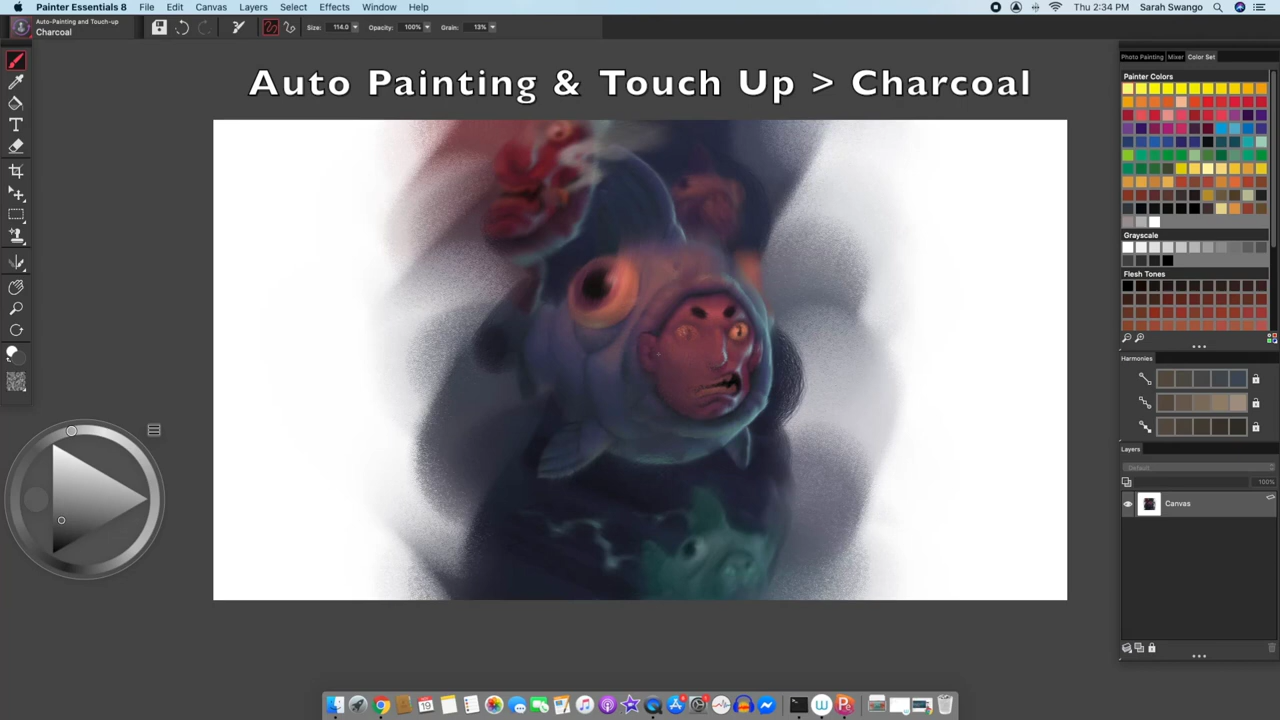 Painter Essentials 8 File Edit Canvas Layers Select Effects Window Help Thu 2:34 PM Sarah Swango
Auto-Painting and Touch-up
Charcoal
Size: 114.0 Opacity: 100% Grain: 13%
Auto Painting & Touch Up > Charcoal
Photo Painting Mixer Color Set
Painter Colors
Grayscale
Flesh Tones
Harmonies
Layers
Default
100%
Canvas